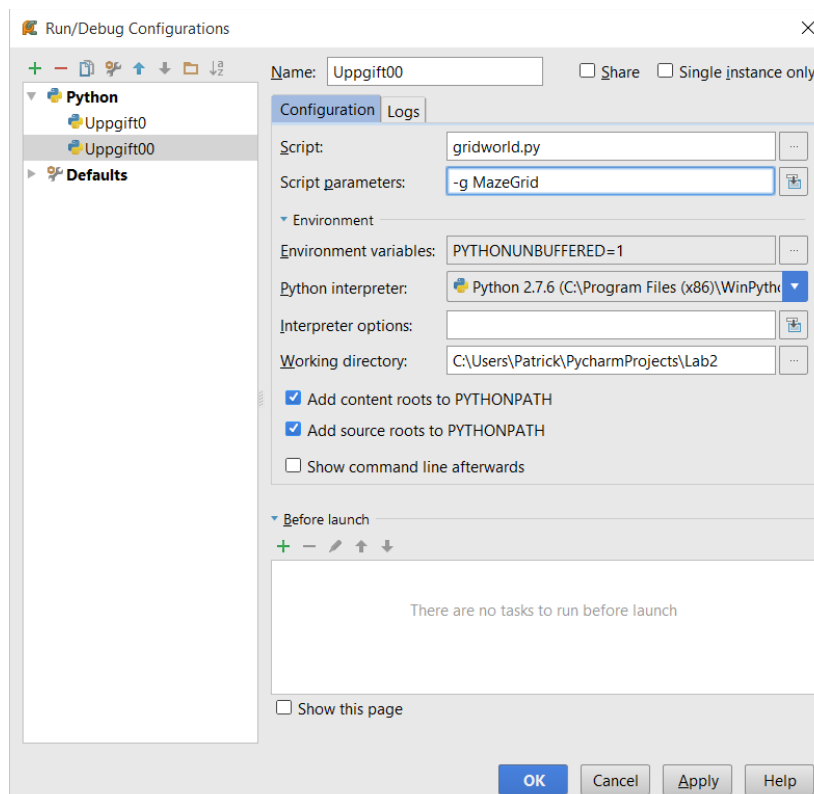 Run/Debug Configurations
Name: Uppgift00 Share Single instance only
Python
Uppgift0
Uppgift00
Defaults
Configuration Logs
Script: gridworld.py ...
Script parameters: -g MazeGrid
Environment
Environment variables: PYTHONUNBUFFERED=1 ...
Python interpreter: Python 2.7.6 (C:\Program Files (x86)\WinPyth
Interpreter options:
Working directory: C:\Users\Patrick\PycharmProjects\Lab2 ...
Add content roots to PYTHONPATH
Add source roots to PYTHONPATH
Show command line afterwards
Before launch
There are no tasks to run before launch
Show this page
OK Cancel Apply Help